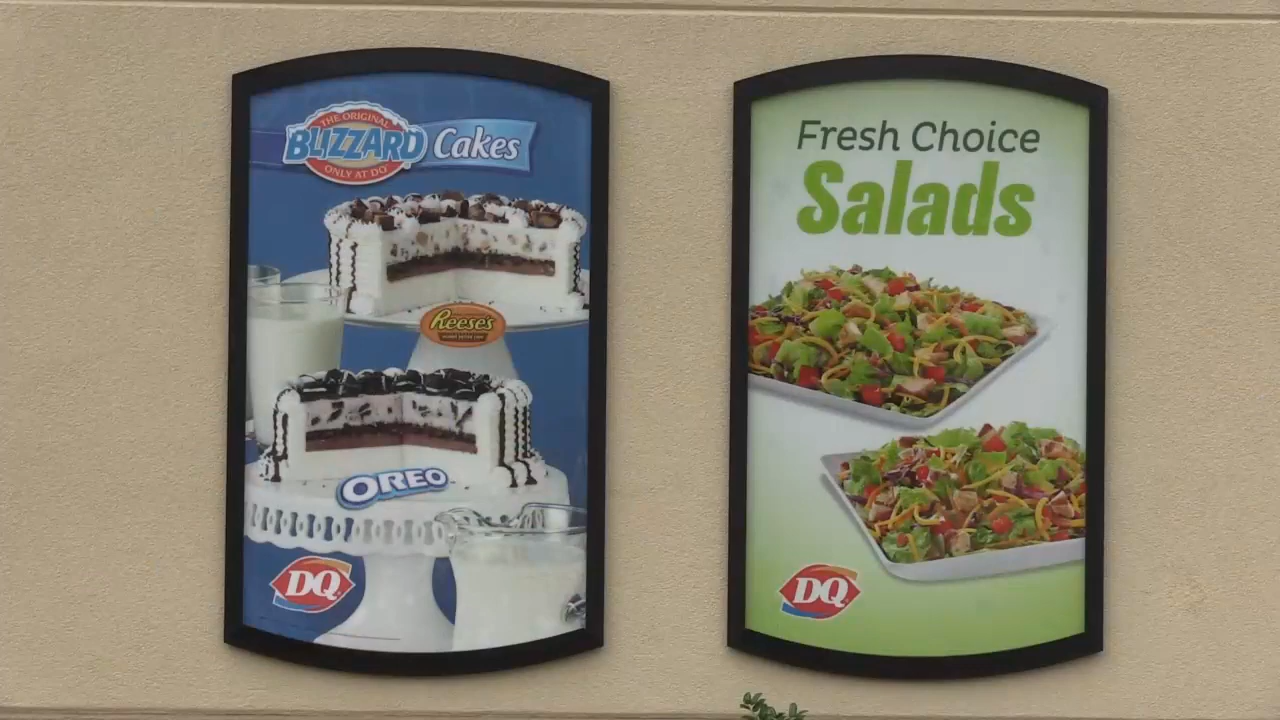 THE ORIGINAL
BLIZZARD Cakes
ONLY AT DQ
REESE'S
OREO
DQ
Fresh Choice
Salads
DQ